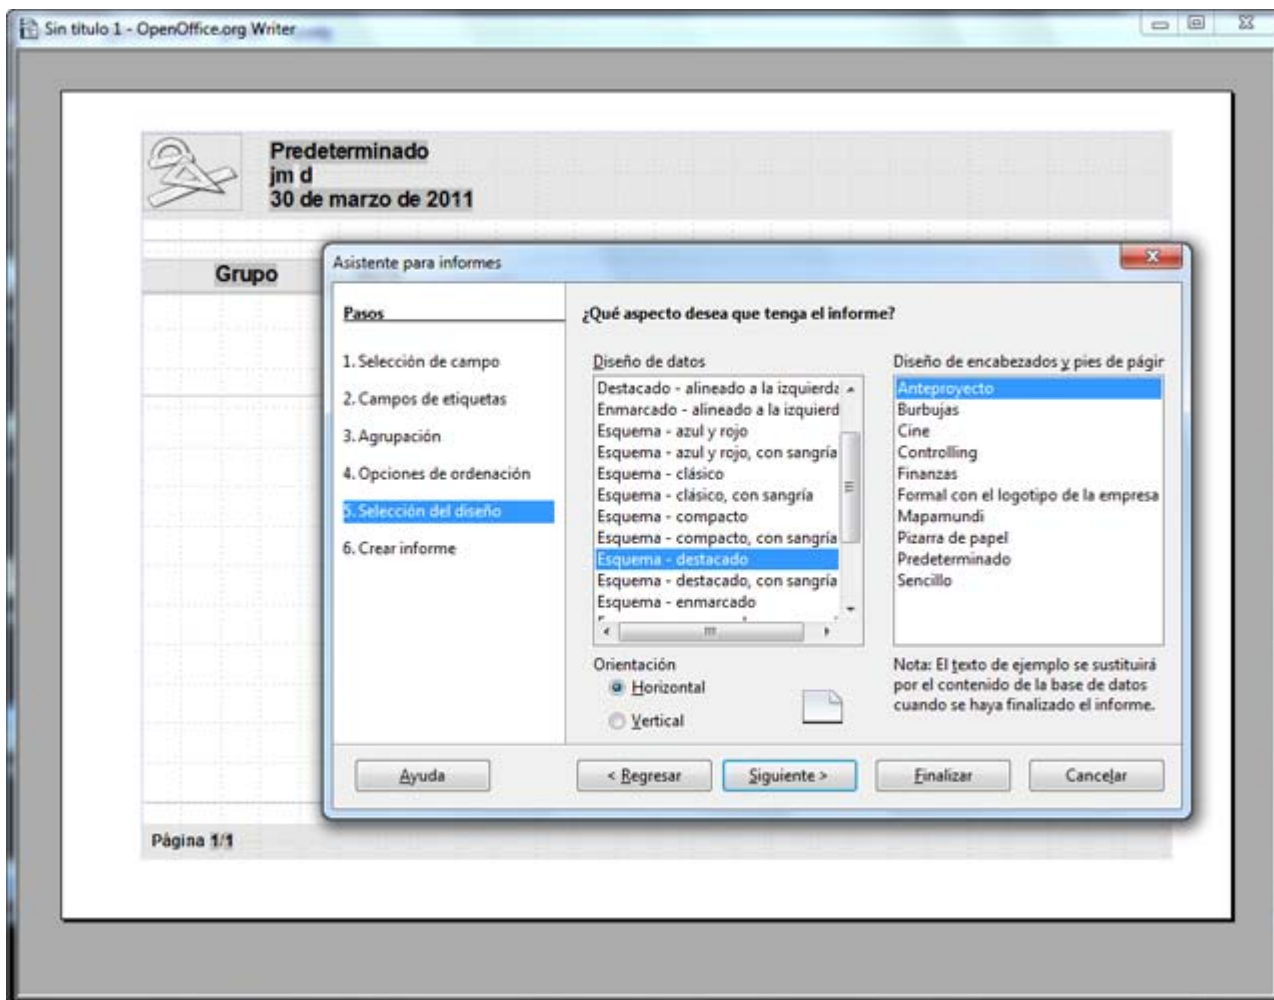 Sin título 1 - OpenOffice.org Writer
Predeterminado
jm d
30 de marzo de 2011
Grupo
Asistente para informes
Pasos
1. Selección de campo
2. Campos de etiquetas
3. Agrupación
4. Opciones de ordenación
5. Selección del diseño
6. Crear informe
¿Qué aspecto desea que tenga el informe?
Diseño de datos
Destacado - alineado a la izquierda
Enmarcado - alineado a la izquierd
Esquema - azul y rojo
Esquema - azul y rojo, con sangría
Esquema - clásico
Esquema - clásico, con sangría
Esquema - compacto
Esquema - compacto, con sangría
Esquema - destacado
Esquema - destacado, con sangría
Esquema - enmarcado
Diseño de encabezados y pies de págir
Anteproyecto
Burbujas
Cine
Controlling
Finanzas
Formal con el logotipo de la empresa
Mapamundi
Pizarra de papel
Predeterminado
Sencillo
Orientación
Horizontal
Vertical
Nota: El texto de ejemplo se sustituirá
por el contenido de la base de datos
cuando se haya finalizado el informe.
Ayuda
< Regresar
Siguiente >
Finalizar
Cancelar
Página 1/1